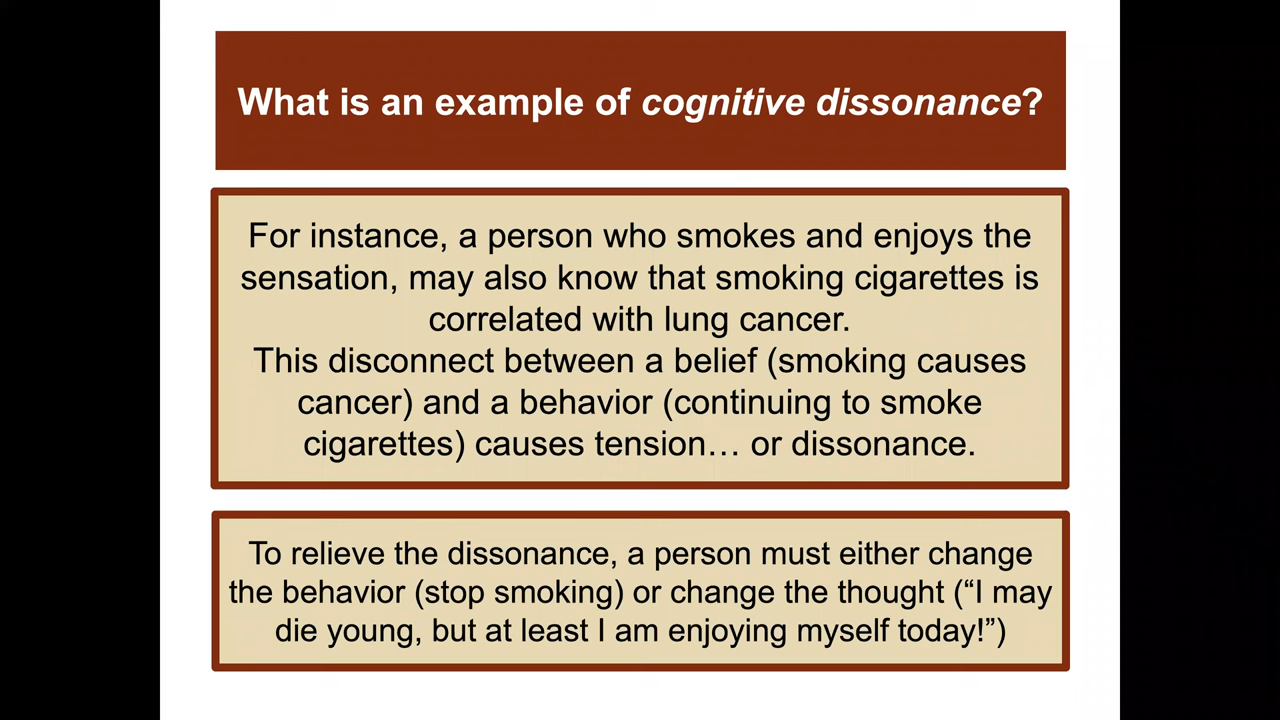 What is an example of cognitive dissonance?
For instance, a person who smokes and enjoys the
sensation, may also know that smoking cigarettes is
correlated with lung cancer.
This disconnect between a belief (smoking causes
cancer) and a behavior (continuing to smoke
cigarettes) causes tension… or dissonance.
To relieve the dissonance, a person must either change
the behavior (stop smoking) or change the thought (“I may
die young, but at least I am enjoying myself today!”)